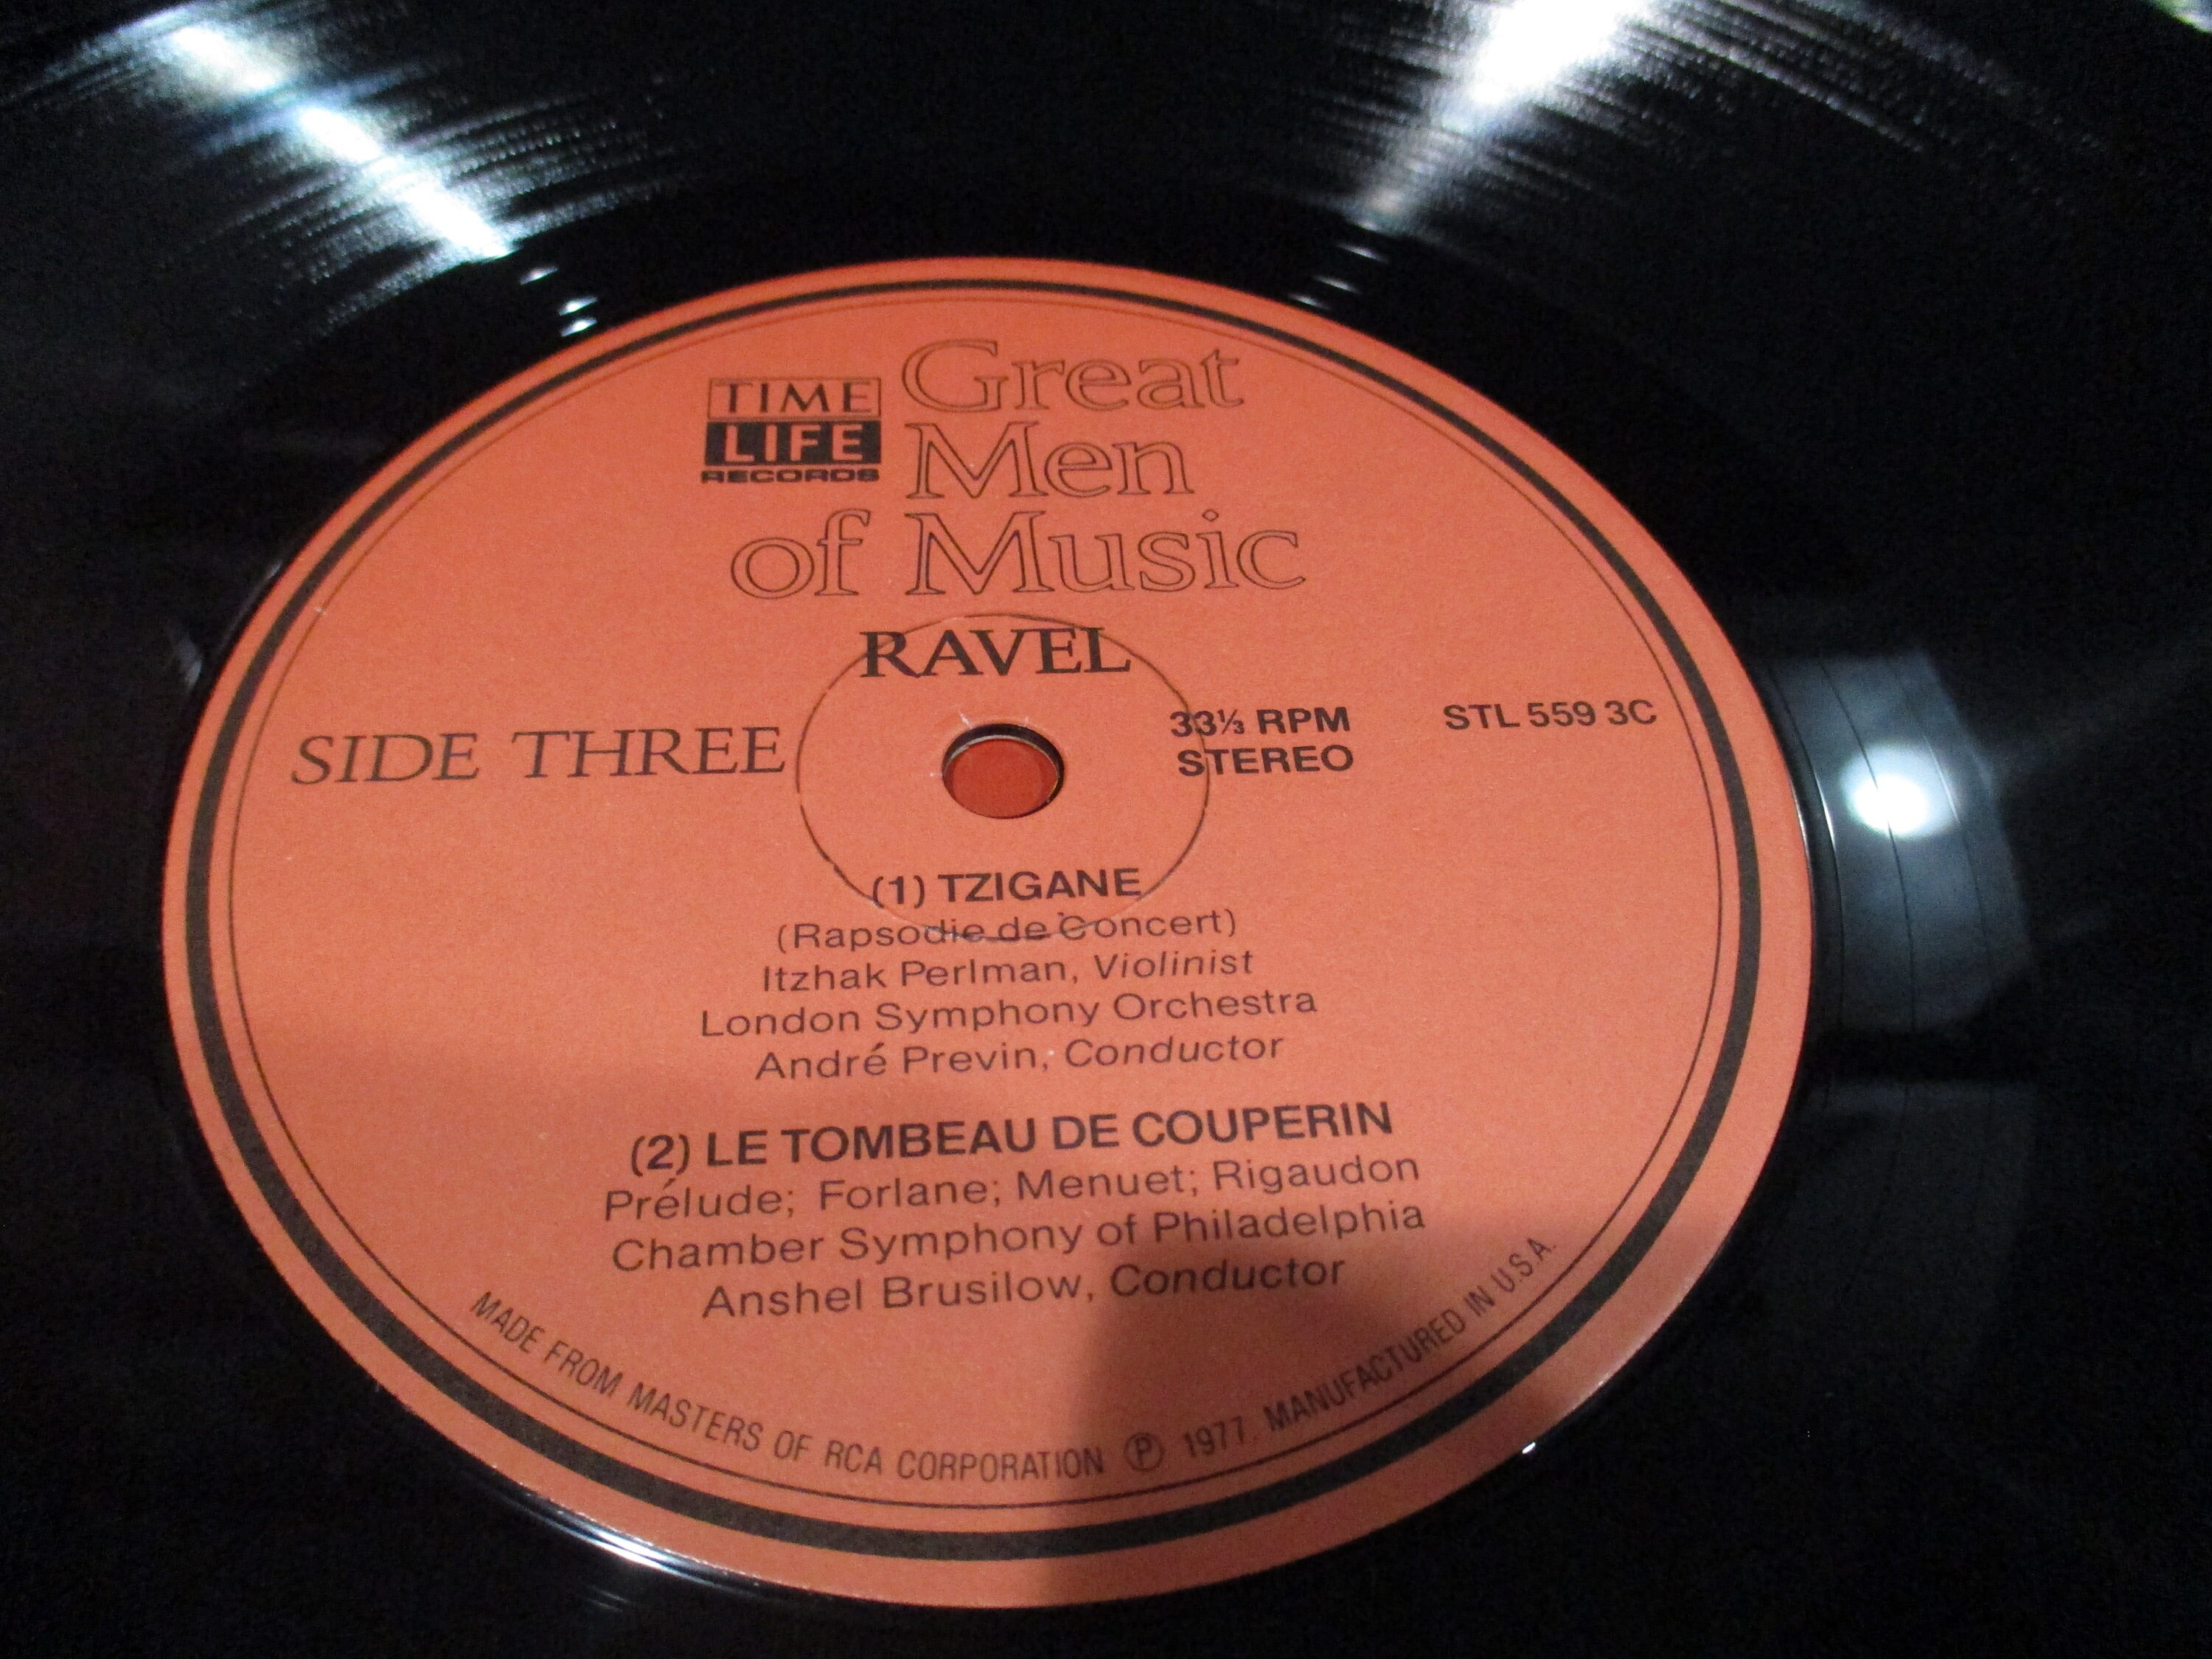 TIME
LIFE
RECORDS
Great
Men
of Music
RAVEL
SIDE THREE
33⅓ RPM
STEREO
STL 559 3C
(1) TZIGANE
(Rapsodie de Concert)
Itzhak Perlman, Violinist
London Symphony Orchestra
André Previn, Conductor
(2) LE TOMBEAU DE COUPERIN
Prélude; Forlane; Menuet; Rigaudon
Chamber Symphony of Philadelphia
Anshel Brusilow, Conductor
MADE FROM MASTERS OF RCA CORPORATION Ⓟ 1977. MANUFACTURED IN U.S.A.